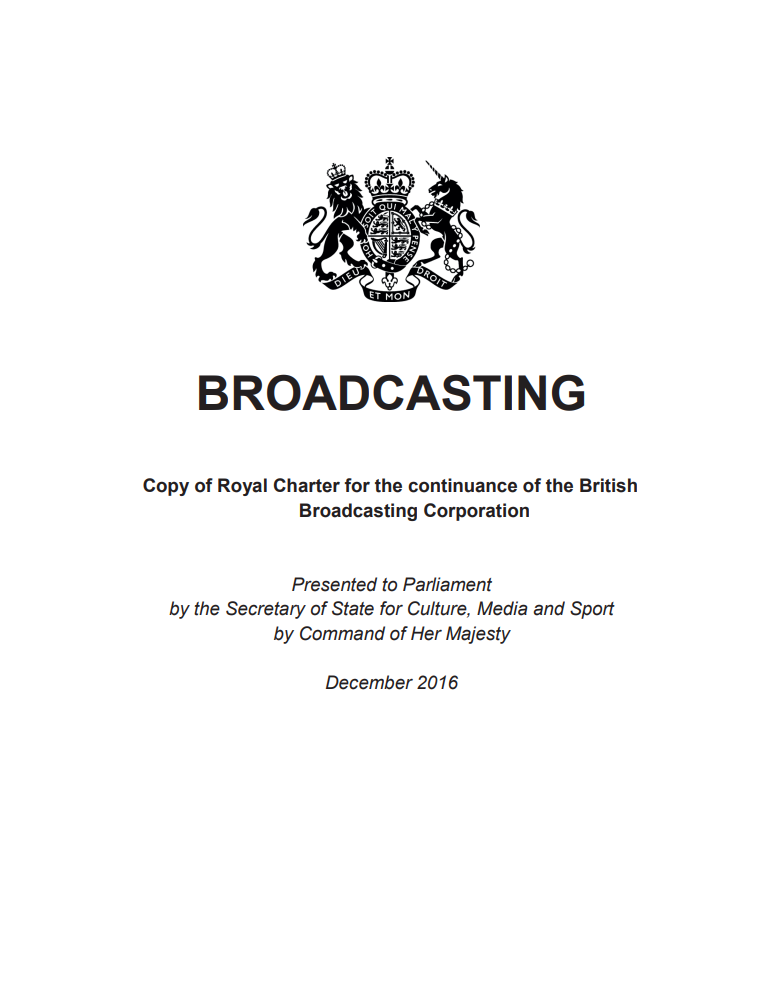 SOIT QUI MAL PENSE
HON
DIEU ET MON DROIT
BROADCASTING
Copy of Royal Charter for the continuance of the British
Broadcasting Corporation
Presented to Parliament
by the Secretary of State for Culture, Media and Sport
by Command of Her Majesty
December 2016